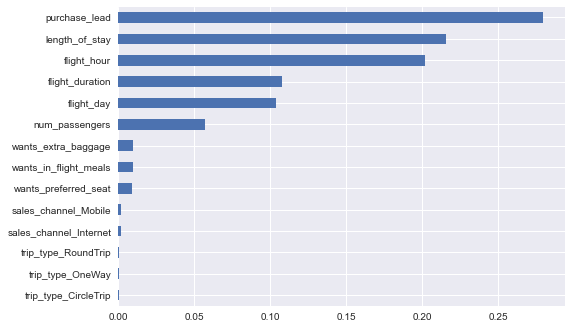 purchase_lead
length_of_stay
flight_hour
flight_duration
flight_day
num_passengers
wants_extra_baggage
wants_in_flight_meals
wants_preferred_seat
sales_channel_Mobile
sales_channel_Internet
trip_type_RoundTrip
trip_type_OneWay
trip_type_CircleTrip
0.00 0.05 0.10 0.15 0.20 0.25